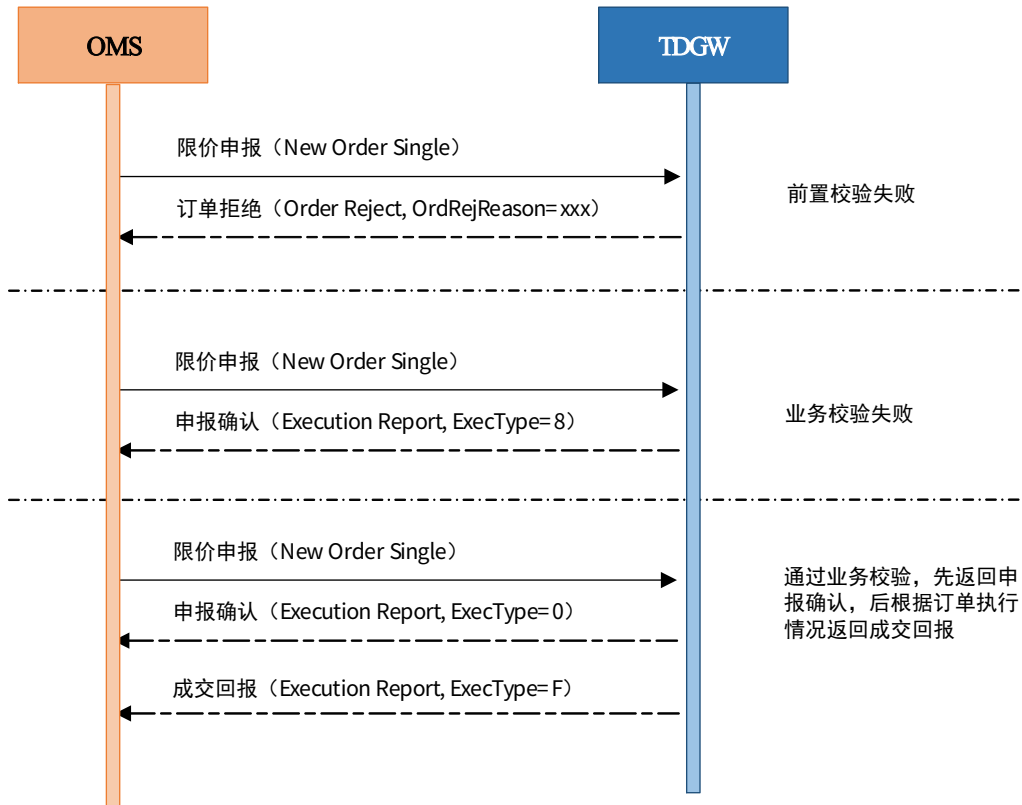 OMS
TDGW
限价申报（New Order Single）
订单拒绝（Order Reject, OrdRejReason=xxx）
前置校验失败
限价申报（New Order Single）
申报确认（Execution Report, ExecType=8）
业务校验失败
限价申报（New Order Single）
申报确认（Execution Report, ExecType=0）
成交回报（Execution Report, ExecType=F）
通过业务校验，先返回申
报确认，后根据订单执行
情况返回成交回报